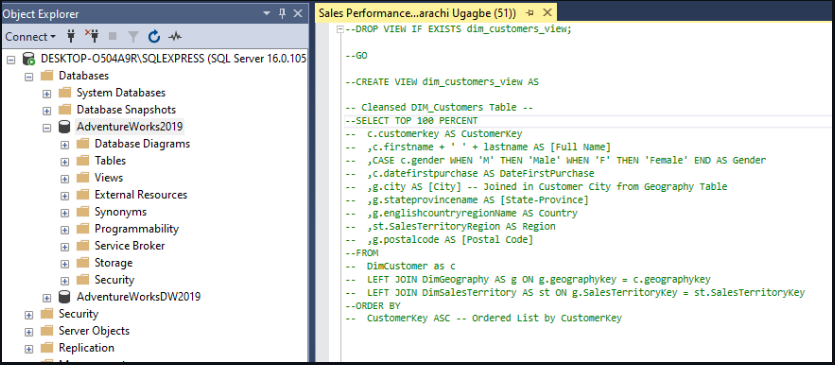 Object Explorer
Connect
DESKTOP-O504A9R\SQLEXPRESS (SQL Server 16.0.105
Databases
System Databases
Database Snapshots
AdventureWorks2019
Database Diagrams
Tables
Views
External Resources
Synonyms
Programmability
Service Broker
Storage
Security
AdventureWorksDW2019
Security
Server Objects
Replication
Sales Performance...arachi Ugagbe (51))
--DROP VIEW IF EXISTS dim_customers_view;
--GO
--CREATE VIEW dim_customers_view AS
-- Cleansed DIM_Customers Table --
--SELECT TOP 100 PERCENT
--  c.customerkey AS CustomerKey
--  ,c.firstname + ' ' + lastname AS [Full Name]
--  ,CASE c.gender WHEN 'M' THEN 'Male' WHEN 'F' THEN 'Female' END AS Gender
--  ,c.datefirstpurchase AS DateFirstPurchase
--  ,g.city AS [City] -- Joined in Customer City from Geography Table
--  ,g.stateprovincename AS [State-Province]
--  ,g.englishcountryregionName AS Country
--  ,st.SalesTerritoryRegion AS Region
--  ,g.postalcode AS [Postal Code]
--FROM
--  DimCustomer as c
--  LEFT JOIN DimGeography AS g ON g.geographykey = c.geographykey
--  LEFT JOIN DimSalesTerritory AS st ON g.SalesTerritoryKey = st.SalesTerritoryKey
--ORDER BY
--  CustomerKey ASC -- Ordered List by CustomerKey